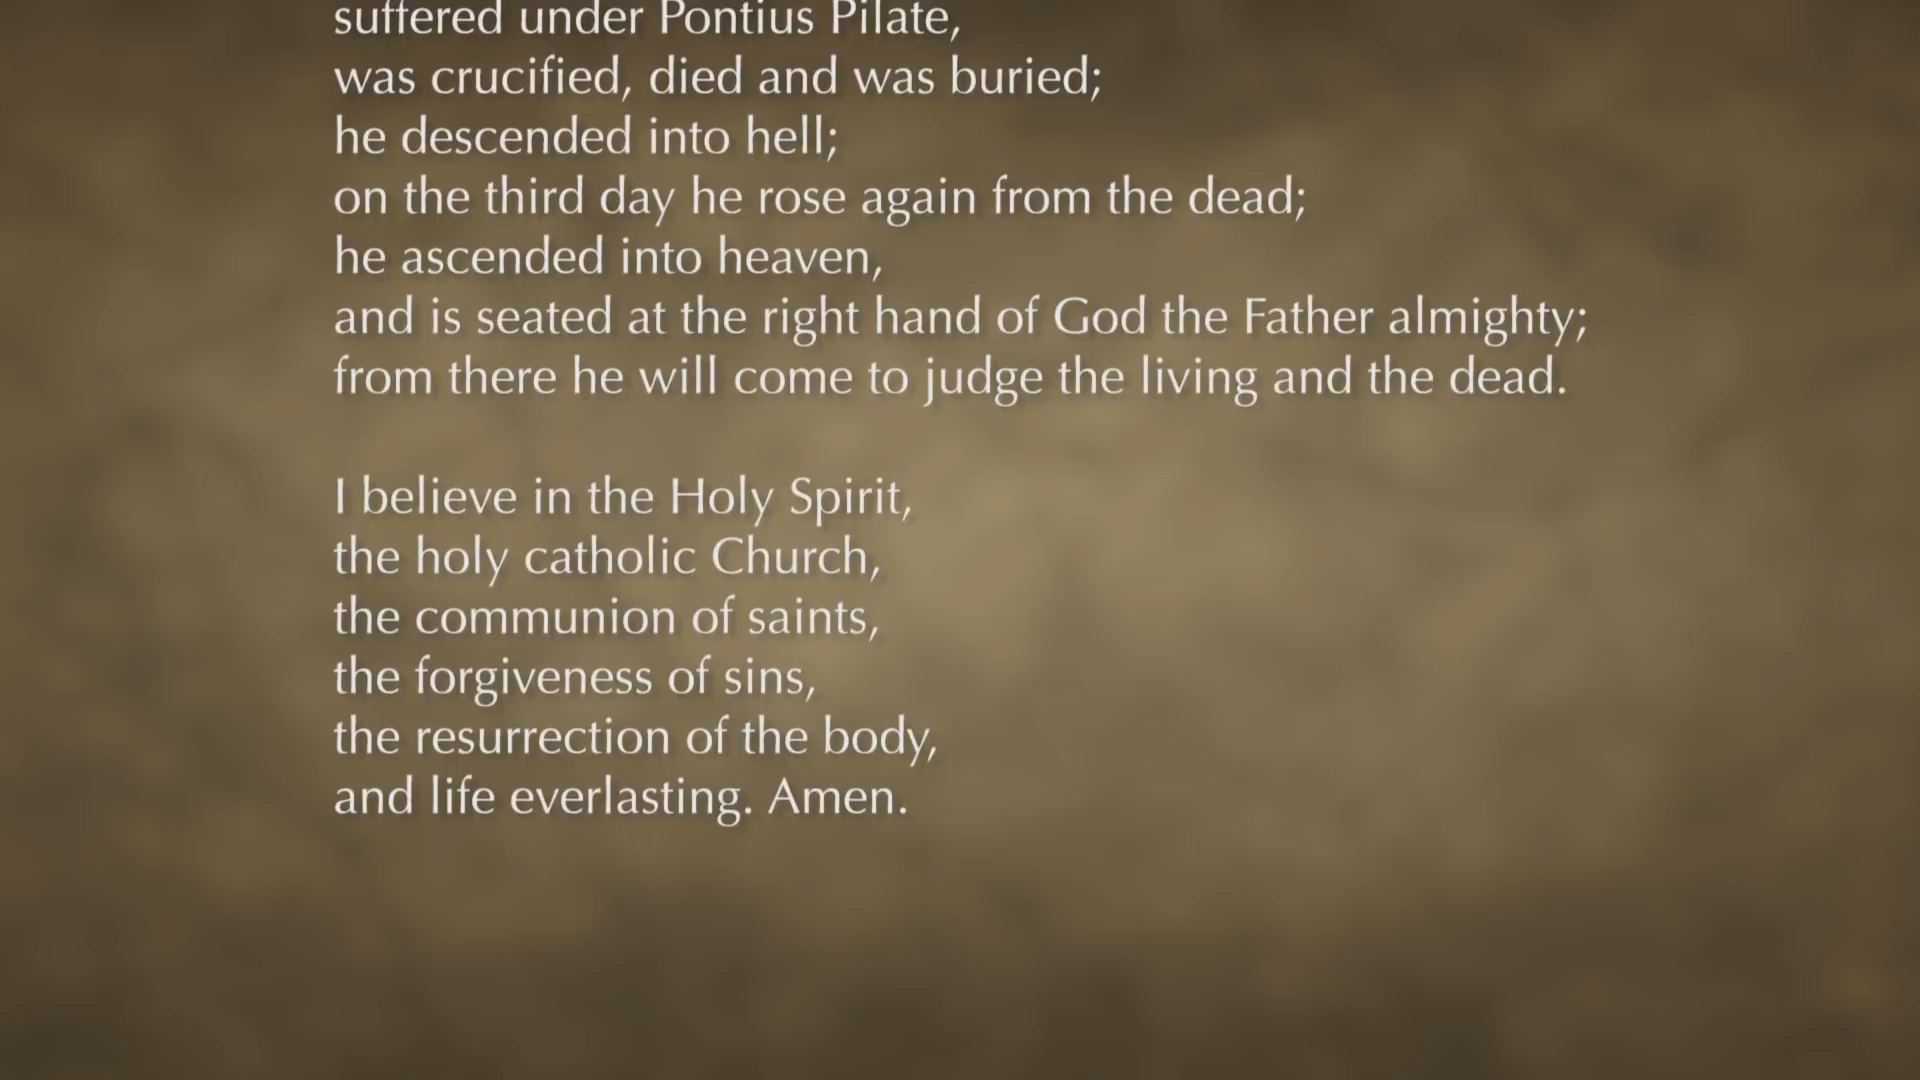 suffered under Pontius Pilate,
was crucified, died and was buried;
he descended into hell;
on the third day he rose again from the dead;
he ascended into heaven,
and is seated at the right hand of God the Father almighty;
from there he will come to judge the living and the dead.
I believe in the Holy Spirit,
the holy catholic Church,
the communion of saints,
the forgiveness of sins,
the resurrection of the body,
and life everlasting. Amen.